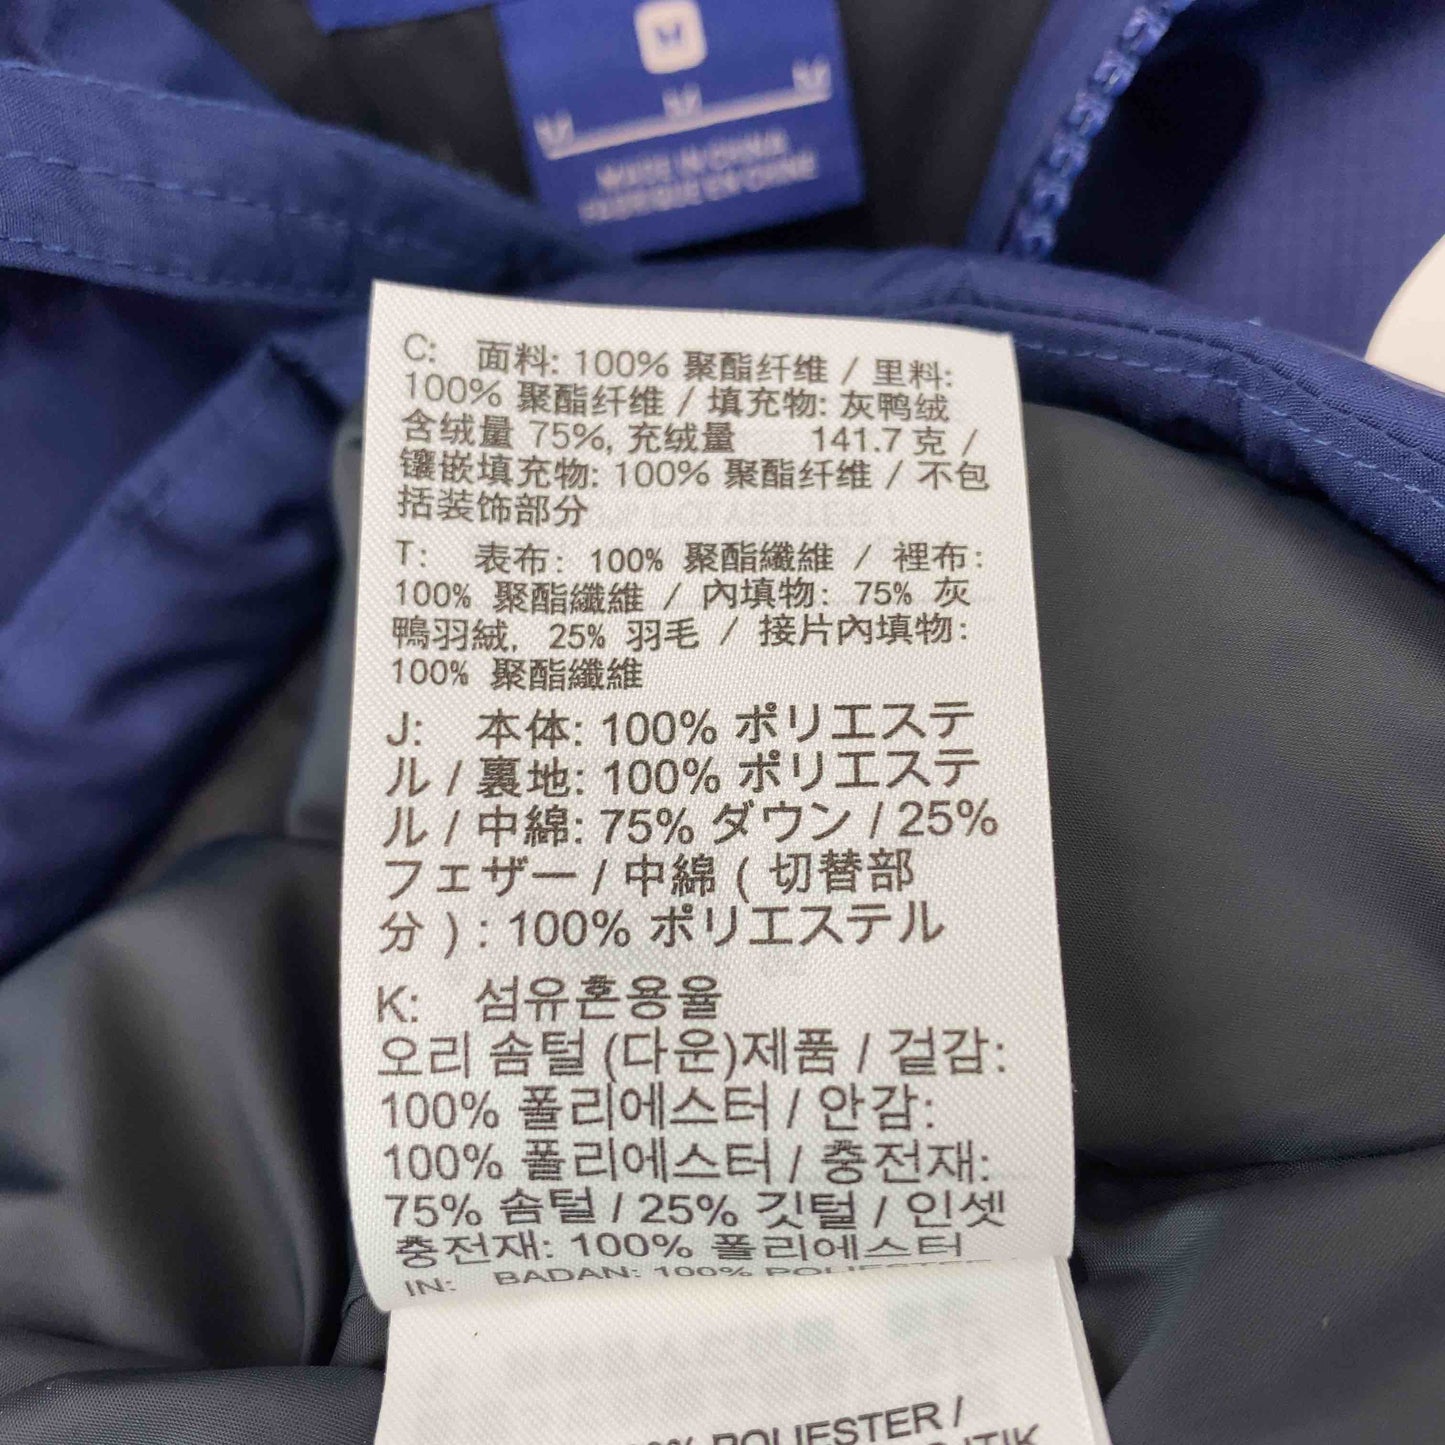 M
M M M
MADE IN CHINA
FABRIQUE EN CHINE
C: 面料: 100% 聚酯纤维 / 里料:
100% 聚酯纤维 / 填充物: 灰鸭绒
含绒量 75%, 充绒量 141.7 克 /
镶嵌填充物: 100% 聚酯纤维 / 不包
括装饰部分
T: 表布: 100% 聚酯纖維 / 裡布:
100% 聚酯纖維 / 內填物: 75% 灰
鴨羽絨, 25% 羽毛 / 接片內填物:
100% 聚酯纖維
J: 本体: 100% ポリエステ
ル / 裏地: 100% ポリエステ
ル / 中綿: 75% ダウン / 25%
フェザー / 中綿 ( 切替部
分 ) : 100% ポリエステル
K: 섬유혼용율
오리 솜털 (다운)제품 / 겉감:
100% 폴리에스터 / 안감:
100% 폴리에스터 / 충전재:
75% 솜털 / 25% 깃털 / 인셋
충전재: 100% 폴리에스터
IN: BADAN: 100% POLIESTER
POLIESTER /